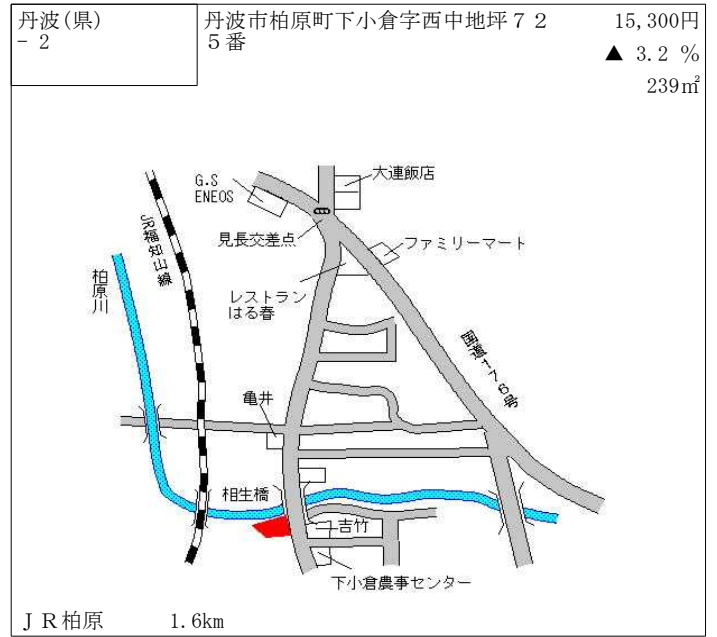 丹波(県)
- 2
丹波市柏原町下小倉字西中地坪７２
５番
15,300円
▲ 3.2 %
239㎡
大連飯店
G.S
ENEOS
見長交差点
ファミリーマート
JR福知山線
柏原川
レストラン
はる春
国道176号
亀井
相生橋
吉竹
下小倉農事センター
ＪＲ柏原 1.6km